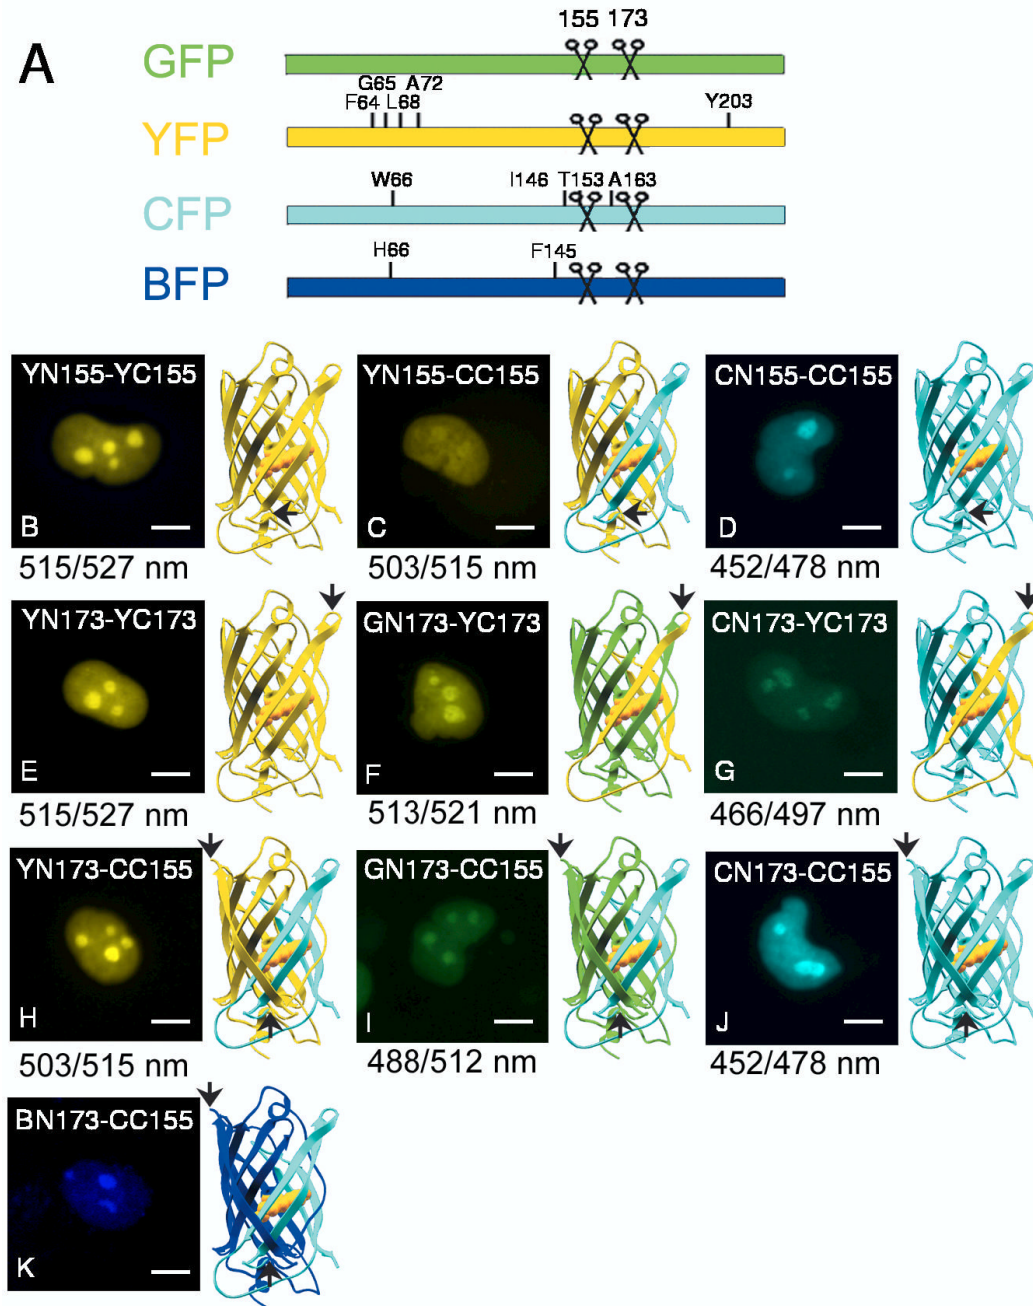 A
155 173
GFP
G65 A72
F64 L68 Y203
YFP
W66 I146 T153 A163
CFP
H66 F145
BFP
YN155-YC155 YN155-CC155 CN155-CC155
B C D
515/527 nm 503/515 nm 452/478 nm
YN173-YC173 GN173-YC173 CN173-YC173
E F G
515/527 nm 513/521 nm 466/497 nm
YN173-CC155 GN173-CC155 CN173-CC155
H I J
503/515 nm 488/512 nm 452/478 nm
BN173-CC155
K